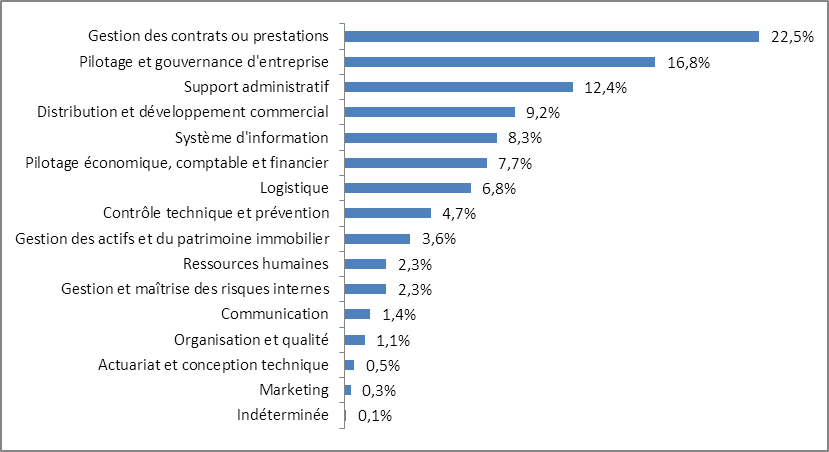 Gestion des contrats ou prestations 22,5%
Pilotage et gouvernance d'entreprise 16,8%
Support administratif 12,4%
Distribution et développement commercial 9,2%
Système d'information 8,3%
Pilotage économique, comptable et financier 7,7%
Logistique 6,8%
Contrôle technique et prévention 4,7%
Gestion des actifs et du patrimoine immobilier 3,6%
Ressources humaines 2,3%
Gestion et maîtrise des risques internes 2,3%
Communication 1,4%
Organisation et qualité 1,1%
Actuariat et conception technique 0,5%
Marketing 0,3%
Indéterminée 0,1%